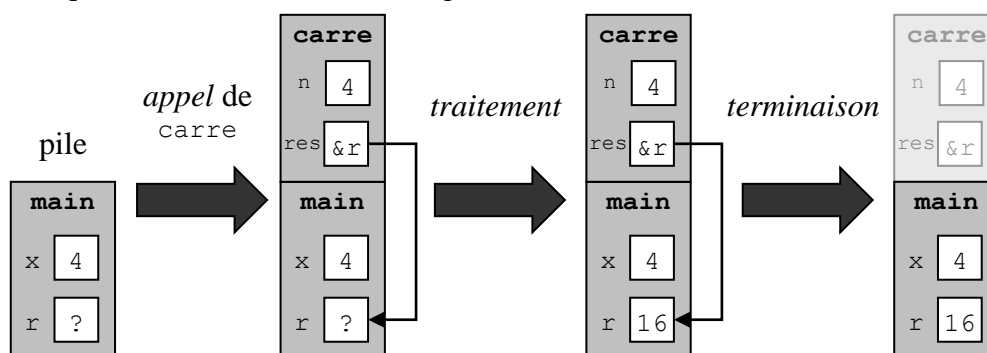 pile
main
x 4
r ?
appel de
carre
carre
n 4
res &r
main
x 4
r ?
traitement
carre
n 4
res &r
main
x 4
r 16
terminaison
carre
n 4
res &r
main
x 4
r 16